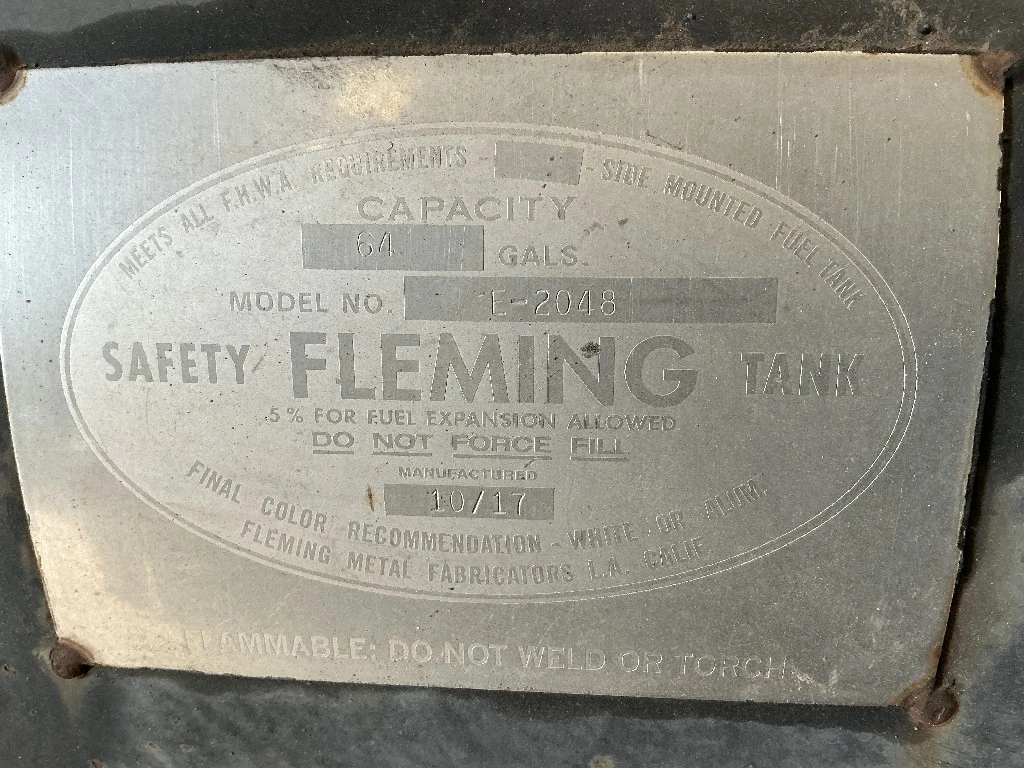 MEETS ALL F.H.W.A. REQUIREMENTS - - SIDE MOUNTED FUEL TANK
CAPACITY
64 GALS.
MODEL NO. E-2048
SAFETY FLEMING TANK
5% FOR FUEL EXPANSION ALLOWED
DO NOT FORCE FILL
MANUFACTURED
10/17
FINAL COLOR RECOMMENDATION - WHITE OR ALUM.
FLEMING METAL FABRICATORS L.A. CALIF.
FLAMMABLE: DO NOT WELD OR TORCH